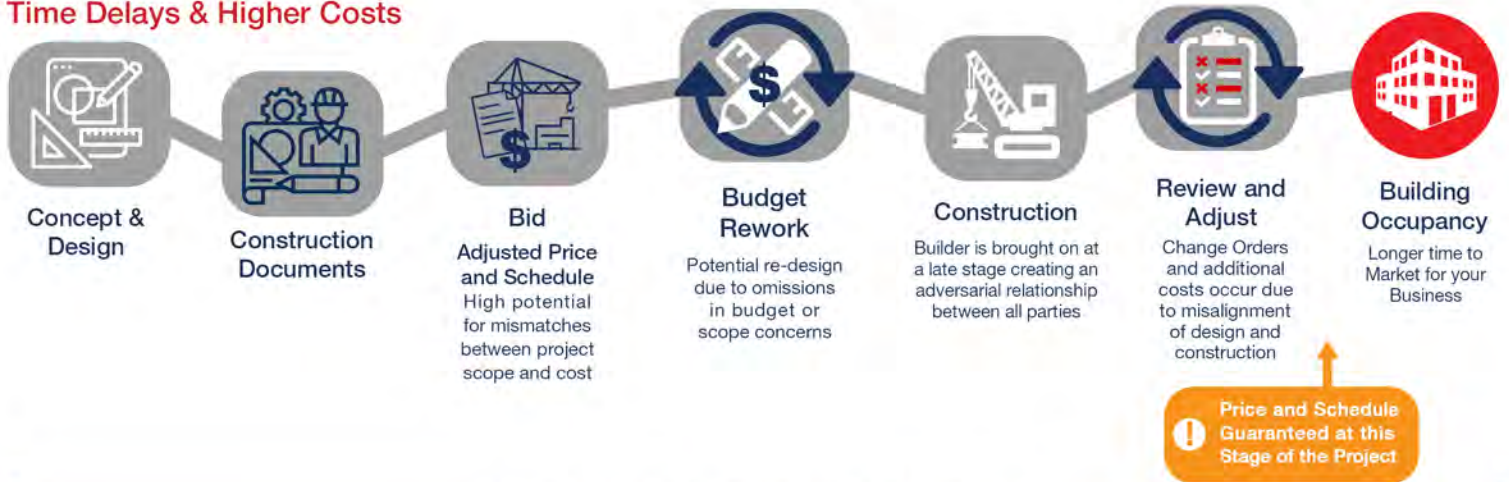 Time Delays & Higher Costs
Concept &
Design
Construction
Documents
Bid
Adjusted Price
and Schedule
High potential
for mismatches
between project
scope and cost
Budget
Rework
Potential re-design
due to omissions
in budget or
scope concerns
Construction
Builder is brought on at
a late stage creating an
adversarial relationship
between all parties
Review and
Adjust
Change Orders
and additional
costs occur due
to misalignment
of design and
construction
Building
Occupancy
Longer time to
Market for your
Business
Price and Schedule
Guaranteed at this
Stage of the Project